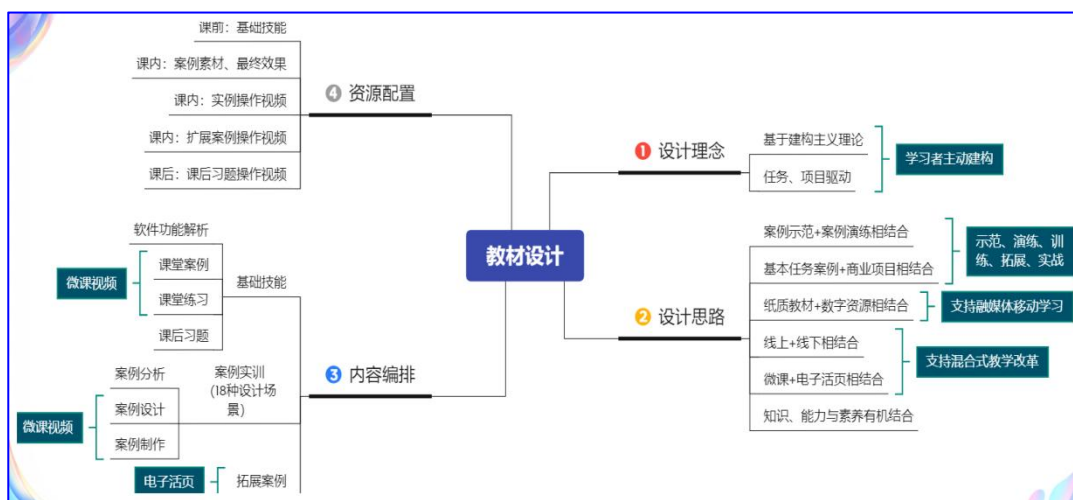 教材设计
❶ 设计理念
基于建构主义理论
任务、项目驱动
学习者主动建构
❷ 设计思路
案例示范+案例演练相结合
基本任务案例+商业项目相结合
示范、演练、训
练、拓展、实战
纸质教材+数字资源相结合
支持融媒体移动学习
线上+线下相结合
微课+电子活页相结合
支持混合式教学改革
知识、能力与素养有机结合
❸ 内容编排
基础技能
软件功能解析
课堂案例
课堂练习
微课视频
课后习题
案例实训
(18种设计场
景)
案例分析
案例设计
案例制作
微课视频
拓展案例
电子活页
❹ 资源配置
课前：基础技能
课内：案例素材、最终效果
课内：实例操作视频
课内：扩展案例操作视频
课后：课后习题操作视频